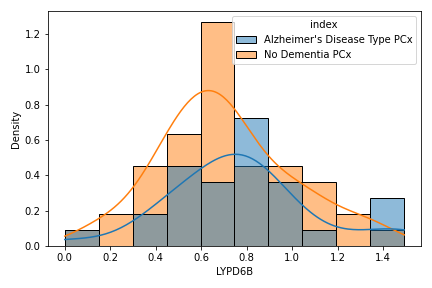 index
Alzheimer's Disease Type PCx
No Dementia PCx
Density
1.2
1.0
0.8
0.6
0.4
0.2
0.0
0.0 0.2 0.4 0.6 0.8 1.0 1.2 1.4
LYPD6B